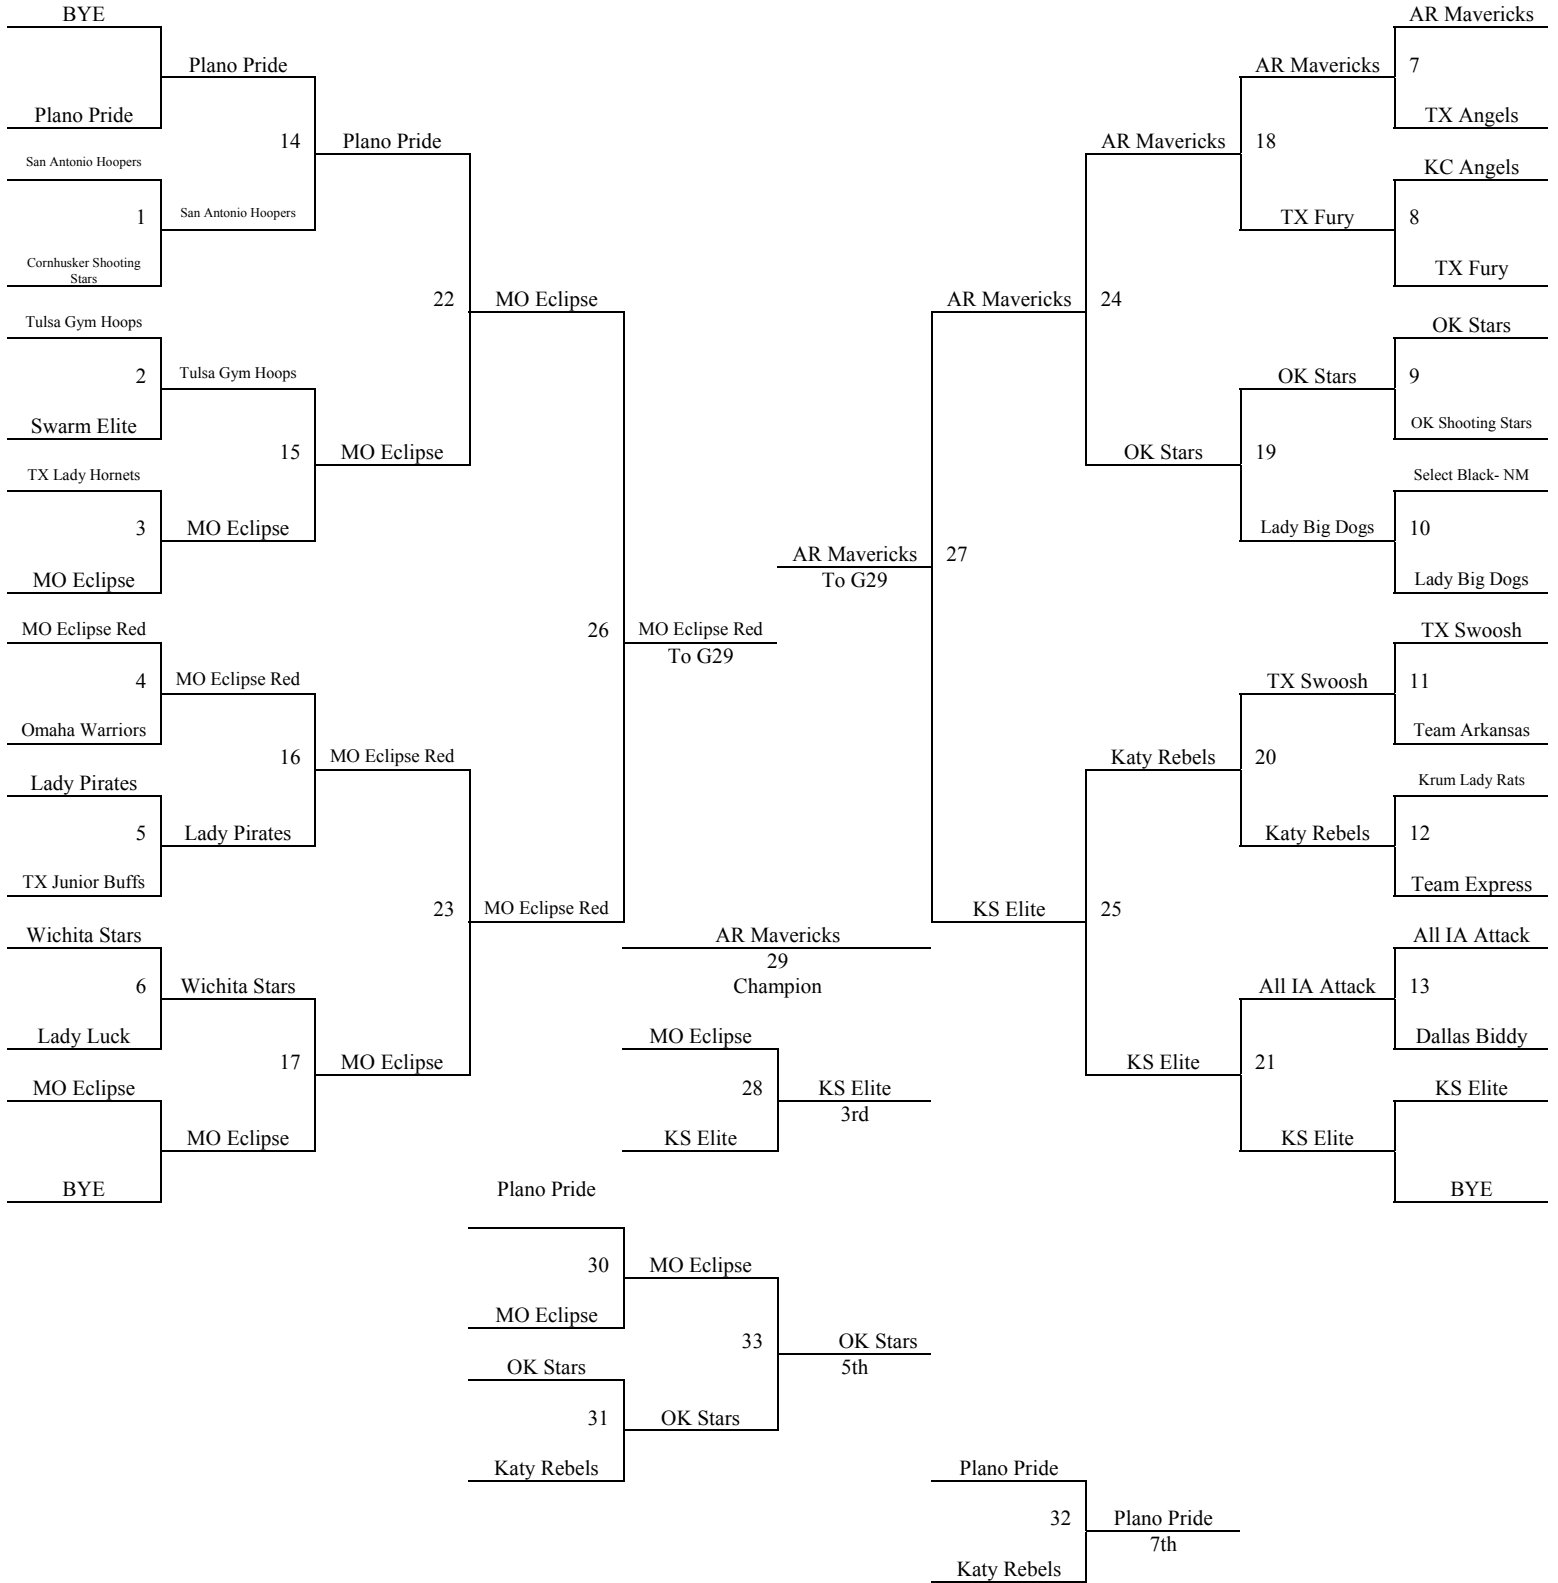 BYE
AR Mavericks
Plano Pride
AR Mavericks
7
Plano Pride
TX Angels
14
Plano Pride
AR Mavericks
18
San Antonio Hoopers
KC Angels
1
San Antonio Hoopers
TX Fury
8
Cornhusker Shooting
Stars
TX Fury
22
MO Eclipse
AR Mavericks
24
Tulsa Gym Hoops
OK Stars
2
Tulsa Gym Hoops
OK Stars
9
Swarm Elite
OK Shooting Stars
15
MO Eclipse
OK Stars
19
TX Lady Hornets
Select Black- NM
3
MO Eclipse
Lady Big Dogs
10
AR Mavericks
27
To G29
MO Eclipse
Lady Big Dogs
MO Eclipse Red
26
MO Eclipse Red
TX Swoosh
To G29
4
MO Eclipse Red
TX Swoosh
11
Omaha Warriors
Team Arkansas
16
MO Eclipse Red
Katy Rebels
20
Lady Pirates
Krum Lady Rats
5
Lady Pirates
Katy Rebels
12
TX Junior Buffs
Team Express
23
MO Eclipse Red
KS Elite
25
Wichita Stars
AR Mavericks
All IA Attack
29
6
Wichita Stars
Champion
All IA Attack
13
Lady Luck
MO Eclipse
Dallas Biddy
17
MO Eclipse
KS Elite
21
MO Eclipse
28
KS Elite
KS Elite
3rd
MO Eclipse
KS Elite
KS Elite
BYE
Plano Pride
BYE
30
MO Eclipse
MO Eclipse
33
OK Stars
OK Stars
5th
31
OK Stars
Katy Rebels
Plano Pride
32
Plano Pride
7th
Katy Rebels